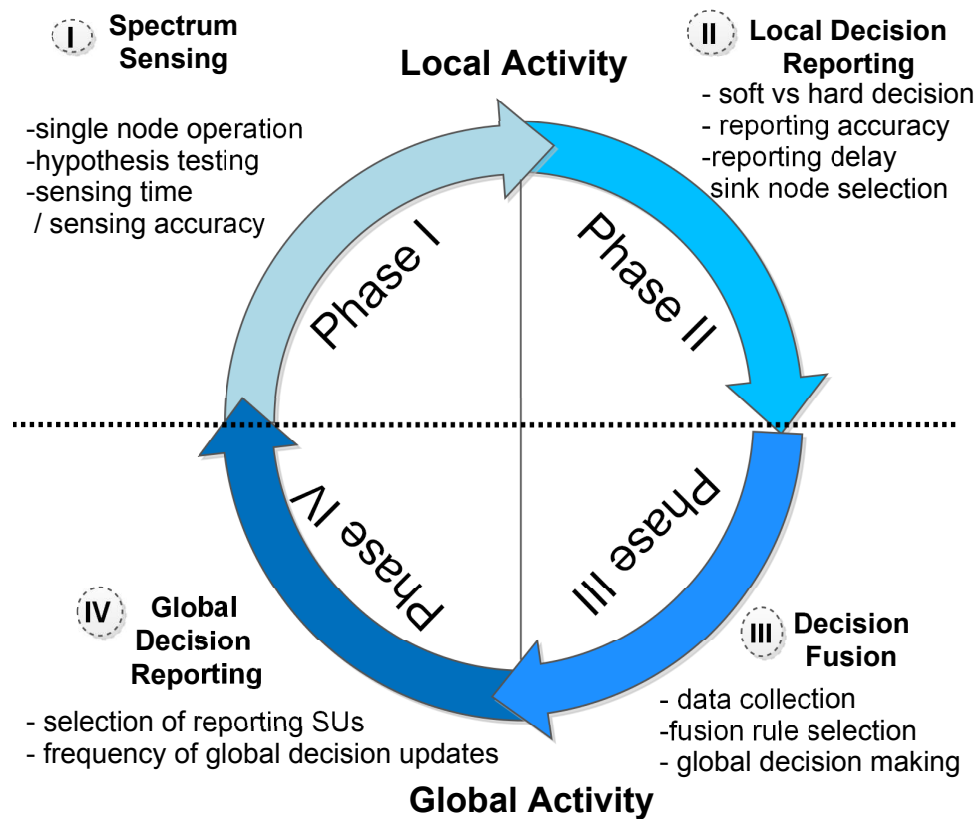 I
Spectrum
Sensing
-single node operation
-hypothesis testing
-sensing time
/ sensing accuracy
Local Activity
II
Local Decision
Reporting
- soft vs hard decision
- reporting accuracy
-reporting delay
sink node selection
Phase I
Phase II
Phase III
Phase IV
III
Decision
Fusion
- data collection
-fusion rule selection
- global decision making
IV
Global
Decision
Reporting
- selection of reporting SUs
- frequency of global decision updates
Global Activity